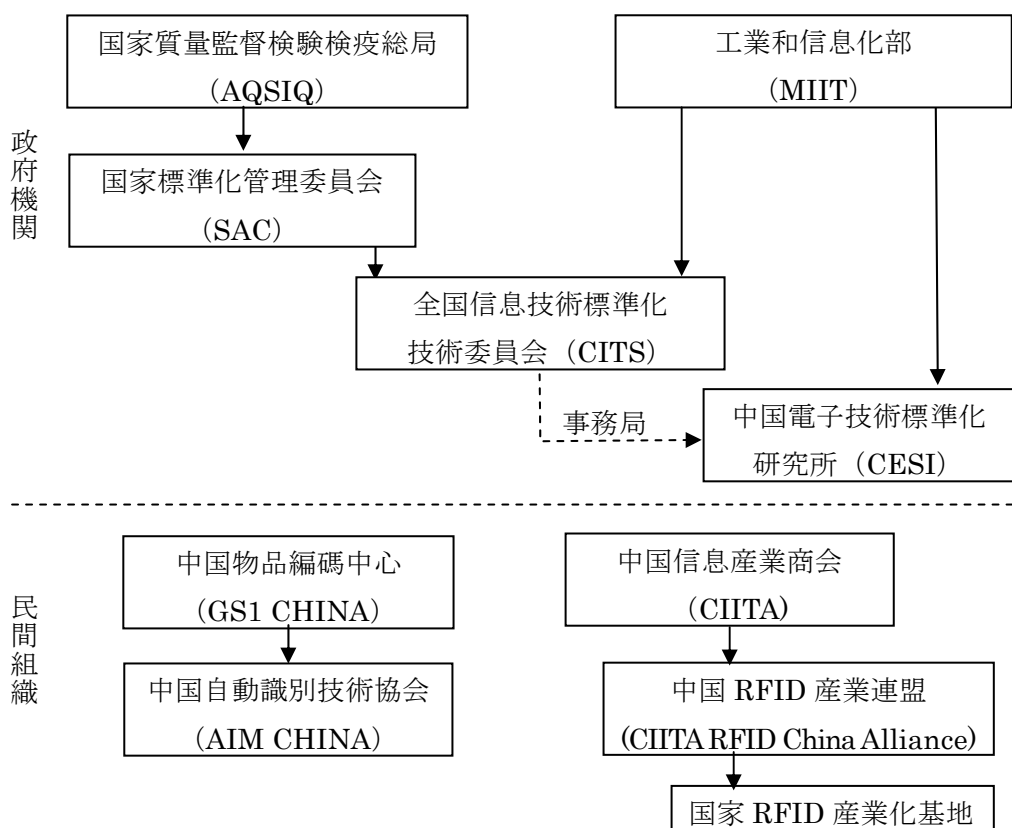 国家質量監督検験検疫総局
（AQSIQ）
工業和信息化部
（MIIT）
政府機関
国家標準化管理委員会
（SAC）
全国信息技術標準化
技術委員会（CITS）
事務局
中国電子技術標準化
研究所（CESI）
中国物品編碼中心
（GS1 CHINA）
中国信息産業商会
（CIITA)
民間組織
中国自動識別技術協会
（AIM CHINA）
中国 RFID 産業連盟
(CIITA RFID China Alliance)
国家 RFID 産業化基地